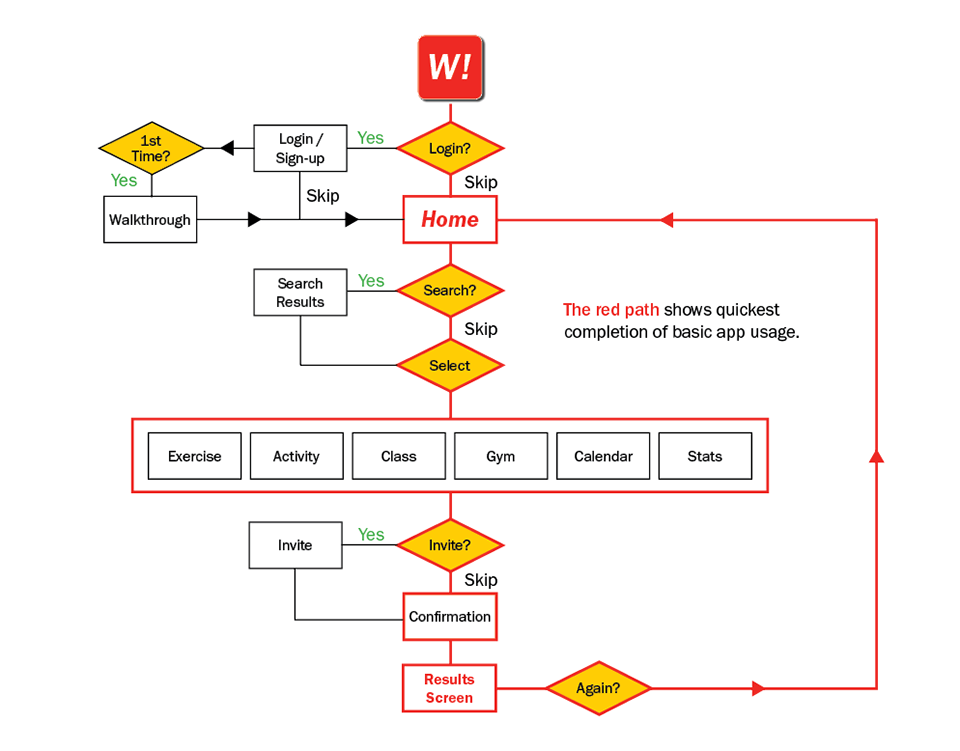 W!
1st
Time?
Login /
Sign-up
Yes
Login?
Yes
Skip
Skip
Walkthrough
Home
Search
Results
Yes
Search?
The red path shows quickest
completion of basic app usage.
Skip
Select
Exercise
Activity
Class
Gym
Calendar
Stats
Invite
Yes
Invite?
Skip
Confirmation
Results
Screen
Again?